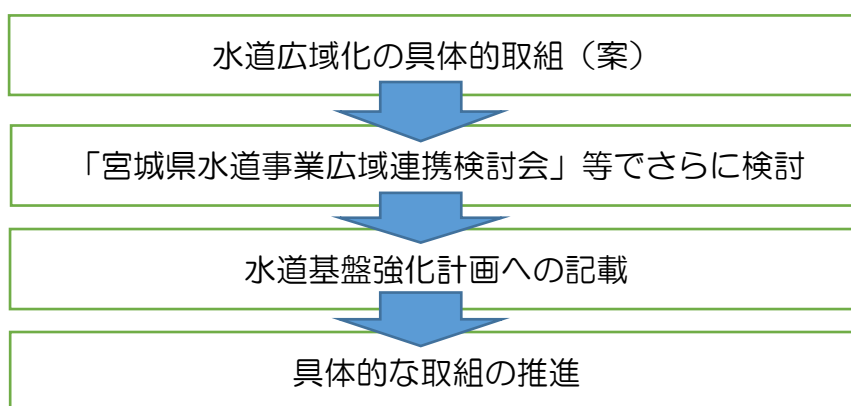 水道広域化の具体的取組（案）
「宮城県水道事業広域連携検討会」等でさらに検討
水道基盤強化計画への記載
具体的な取組の推進